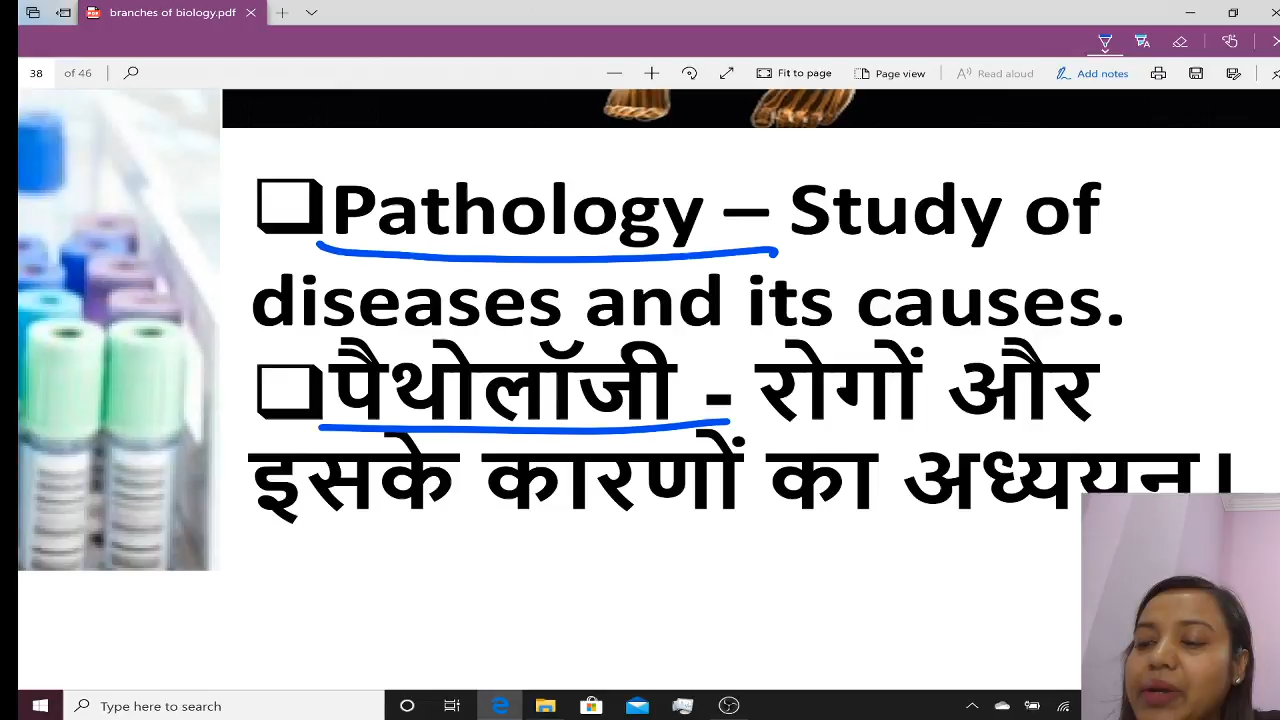 branches of biology.pdf
38 of 46
Fit to page
Page view
Read aloud
Add notes
Pathology – Study of
diseases and its causes.
पैथोलॉजी - रोगों और
इसके कारणों का अध्ययन।
Type here to search